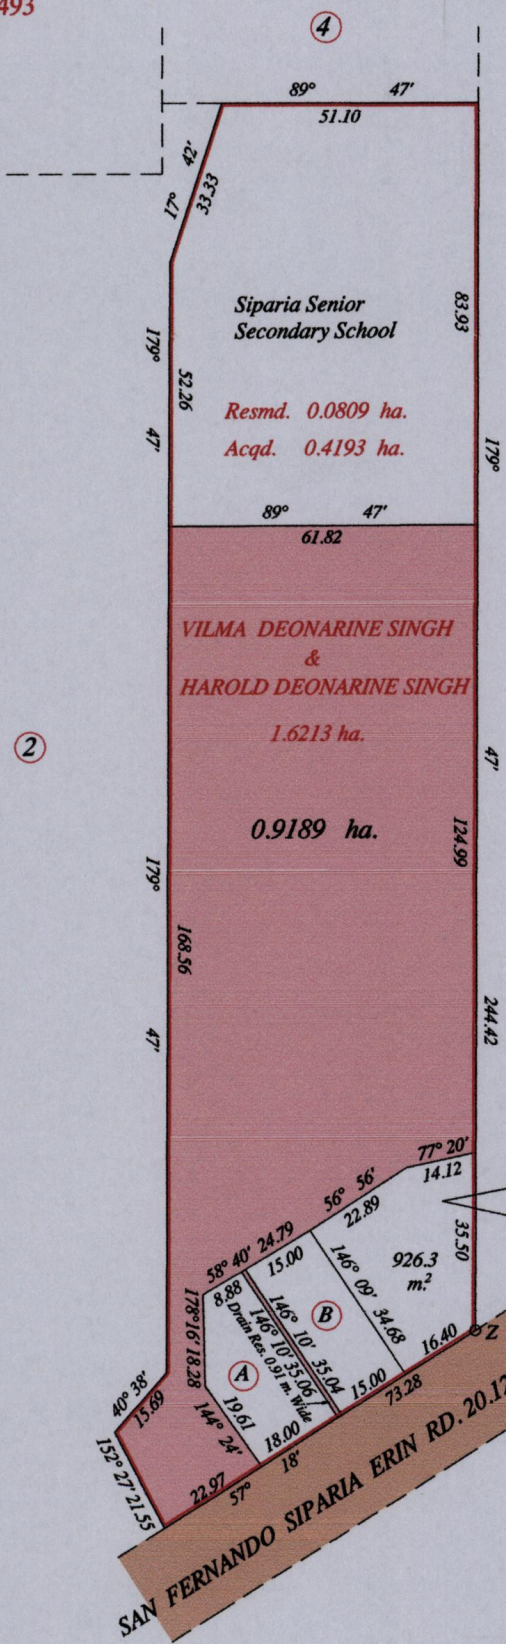 493
4
89° 47'
51.10
17° 42'
33.33
Siparia Senior
Secondary School
83.93
179°
52.26
47'
Resmd. 0.0809 ha.
Acqd. 0.4193 ha.
179°
89° 47'
61.82
VILMA DEONARINE SINGH
&
HAROLD DEONARINE SINGH
1.6213 ha.
2
47'
0.9189 ha.
124.99
179°
168.56
47'
244.42
77° 20'
14.12
56° 56'
22.89
35.50
58° 40' 24.79
15.00
8.88
146° 09' 34.68
926.3
m.²
178° 16' 18.28
146° 10' 35.04
146° 10' 35.06
Drain Res. 0.91 m. Wide
B
Z
16.40
A
40° 38'
15.69
19.61
144° 24'
15.00
73.28
18.00
18'
152° 27' 21.55
22.97
57°
SAN FERNANDO SIPARIA ERIN RD. 20.12